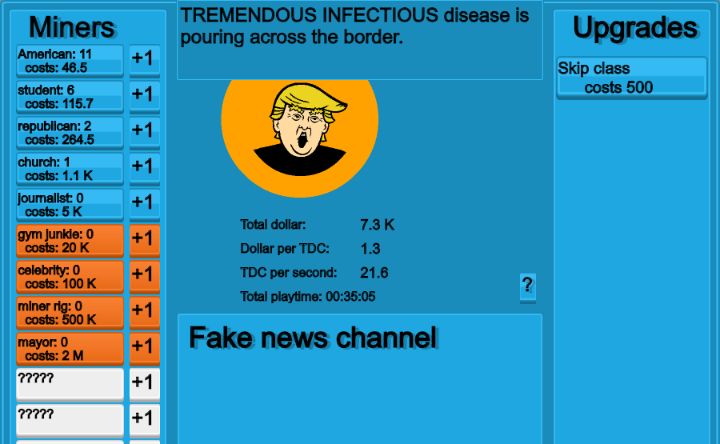 Miners
American: 11
costs: 46.5
+1
student: 6
costs: 115.7
+1
republican: 2
costs: 264.5
+1
church: 1
costs: 1.1 K
+1
journalist: 0
costs: 5 K
+1
gym junkie: 0
costs: 20 K
+1
celebrity: 0
costs: 100 K
+1
miner rig: 0
costs: 500 K
+1
mayor: 0
costs: 2 M
+1
?????
+1
?????
+1
TREMENDOUS INFECTIOUS disease is
pouring across the border.
Total dollar: 7.3 K
Dollar per TDC: 1.3
TDC per second: 21.6
Total playtime: 00:35:05
?
Fake news channel
Upgrades
Skip class
costs 500